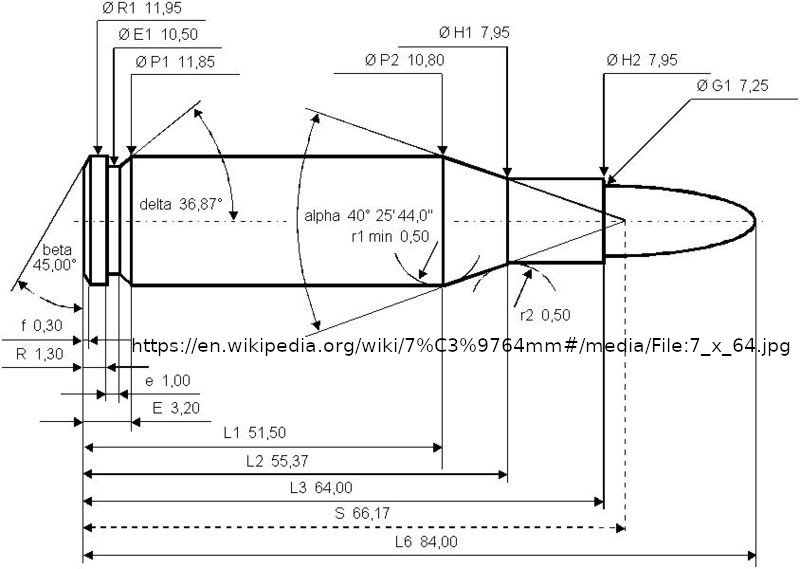 Ø R1 11,95
Ø E1 10,50
Ø P1 11,85
Ø P2 10,80
Ø H1 7,95
Ø H2 7,95
Ø G1 7,25
delta 36,87°
alpha 40° 25' 44,0"
r1 min 0,50
beta
45,00°
r2 0,50
f 0,30
https://en.wikipedia.org/wiki/7%C3%9764mm#/media/File:7_x_64.jpg
R 1,30
e 1,00
E 3,20
L1 51,50
L2 55,37
L3 64,00
S 66,17
L6 84,00